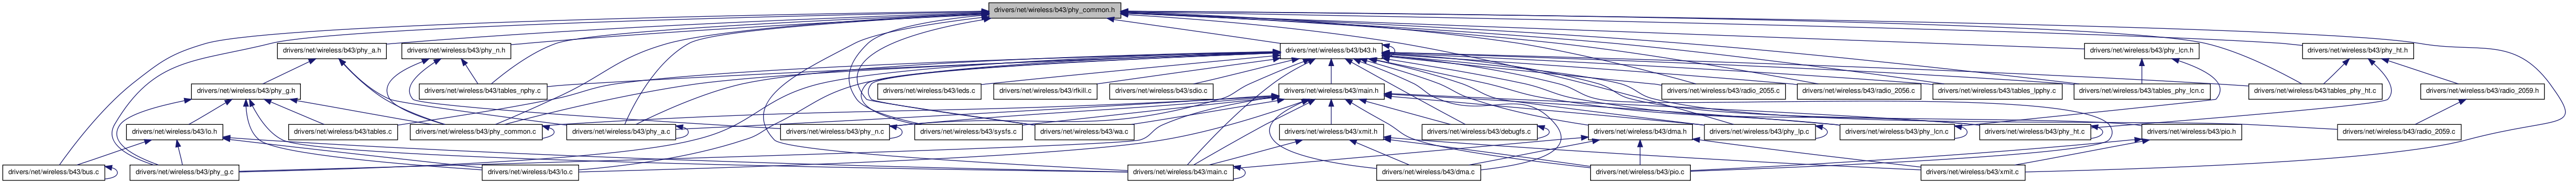 drivers/net/wireless/b43/phy_common.h
drivers/net/wireless/b43/phy_a.h
drivers/net/wireless/b43/phy_n.h
drivers/net/wireless/b43/b43.h
drivers/net/wireless/b43/phy_lcn.h
drivers/net/wireless/b43/phy_ht.h
drivers/net/wireless/b43/phy_g.h
drivers/net/wireless/b43/tables_nphy.c
drivers/net/wireless/b43/leds.c
drivers/net/wireless/b43/rfkill.c
drivers/net/wireless/b43/sdio.c
drivers/net/wireless/b43/main.h
drivers/net/wireless/b43/radio_2055.c
drivers/net/wireless/b43/radio_2056.c
drivers/net/wireless/b43/tables_lpphy.c
drivers/net/wireless/b43/tables_phy_lcn.c
drivers/net/wireless/b43/tables_phy_ht.c
drivers/net/wireless/b43/radio_2059.h
drivers/net/wireless/b43/lo.h
drivers/net/wireless/b43/tables.c
drivers/net/wireless/b43/phy_common.c
drivers/net/wireless/b43/phy_a.c
drivers/net/wireless/b43/phy_n.c
drivers/net/wireless/b43/sysfs.c
drivers/net/wireless/b43/wa.c
drivers/net/wireless/b43/xmit.h
drivers/net/wireless/b43/debugfs.c
drivers/net/wireless/b43/dma.h
drivers/net/wireless/b43/phy_lp.c
drivers/net/wireless/b43/phy_lcn.c
drivers/net/wireless/b43/phy_ht.c
drivers/net/wireless/b43/pio.h
drivers/net/wireless/b43/radio_2059.c
drivers/net/wireless/b43/bus.c
drivers/net/wireless/b43/phy_g.c
drivers/net/wireless/b43/lo.c
drivers/net/wireless/b43/main.c
drivers/net/wireless/b43/dma.c
drivers/net/wireless/b43/pio.c
drivers/net/wireless/b43/xmit.c